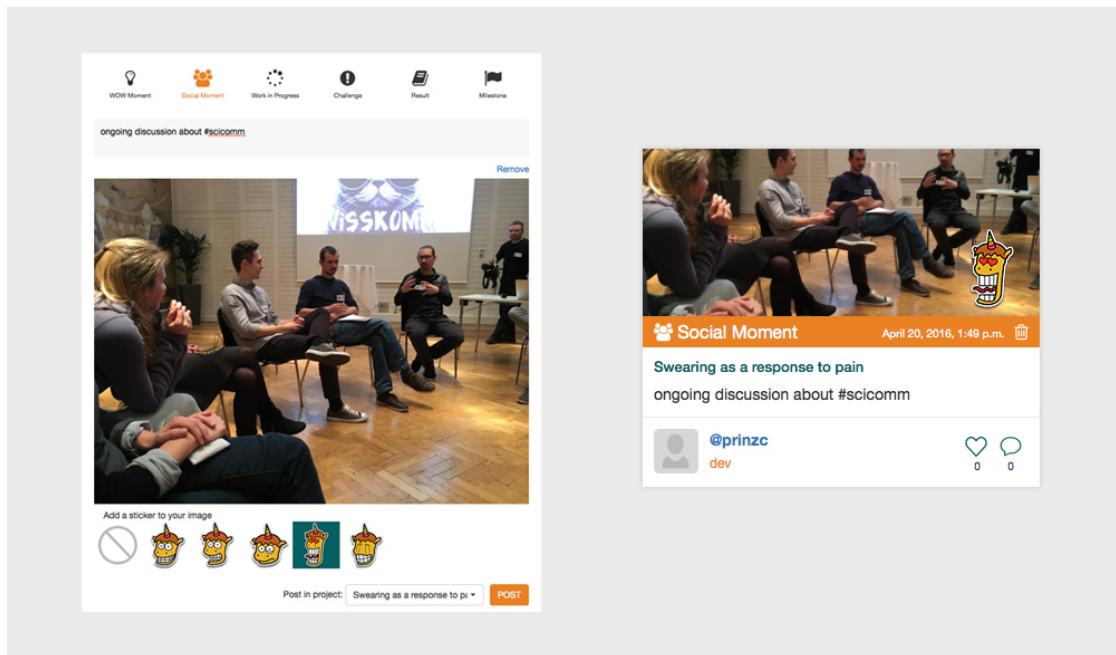 WOW Moment
Social Moment
Work in Progress
Challenge
Result
Milestone
ongoing discussion about #scicomm
Remove
WISSKOM
Add a sticker to your image
Post in project:
Swearing as a response to pa
POST
Social Moment
April 20, 2016, 1:49 p.m.
Swearing as a response to pain
ongoing discussion about #scicomm
@prinzc
dev
0
0